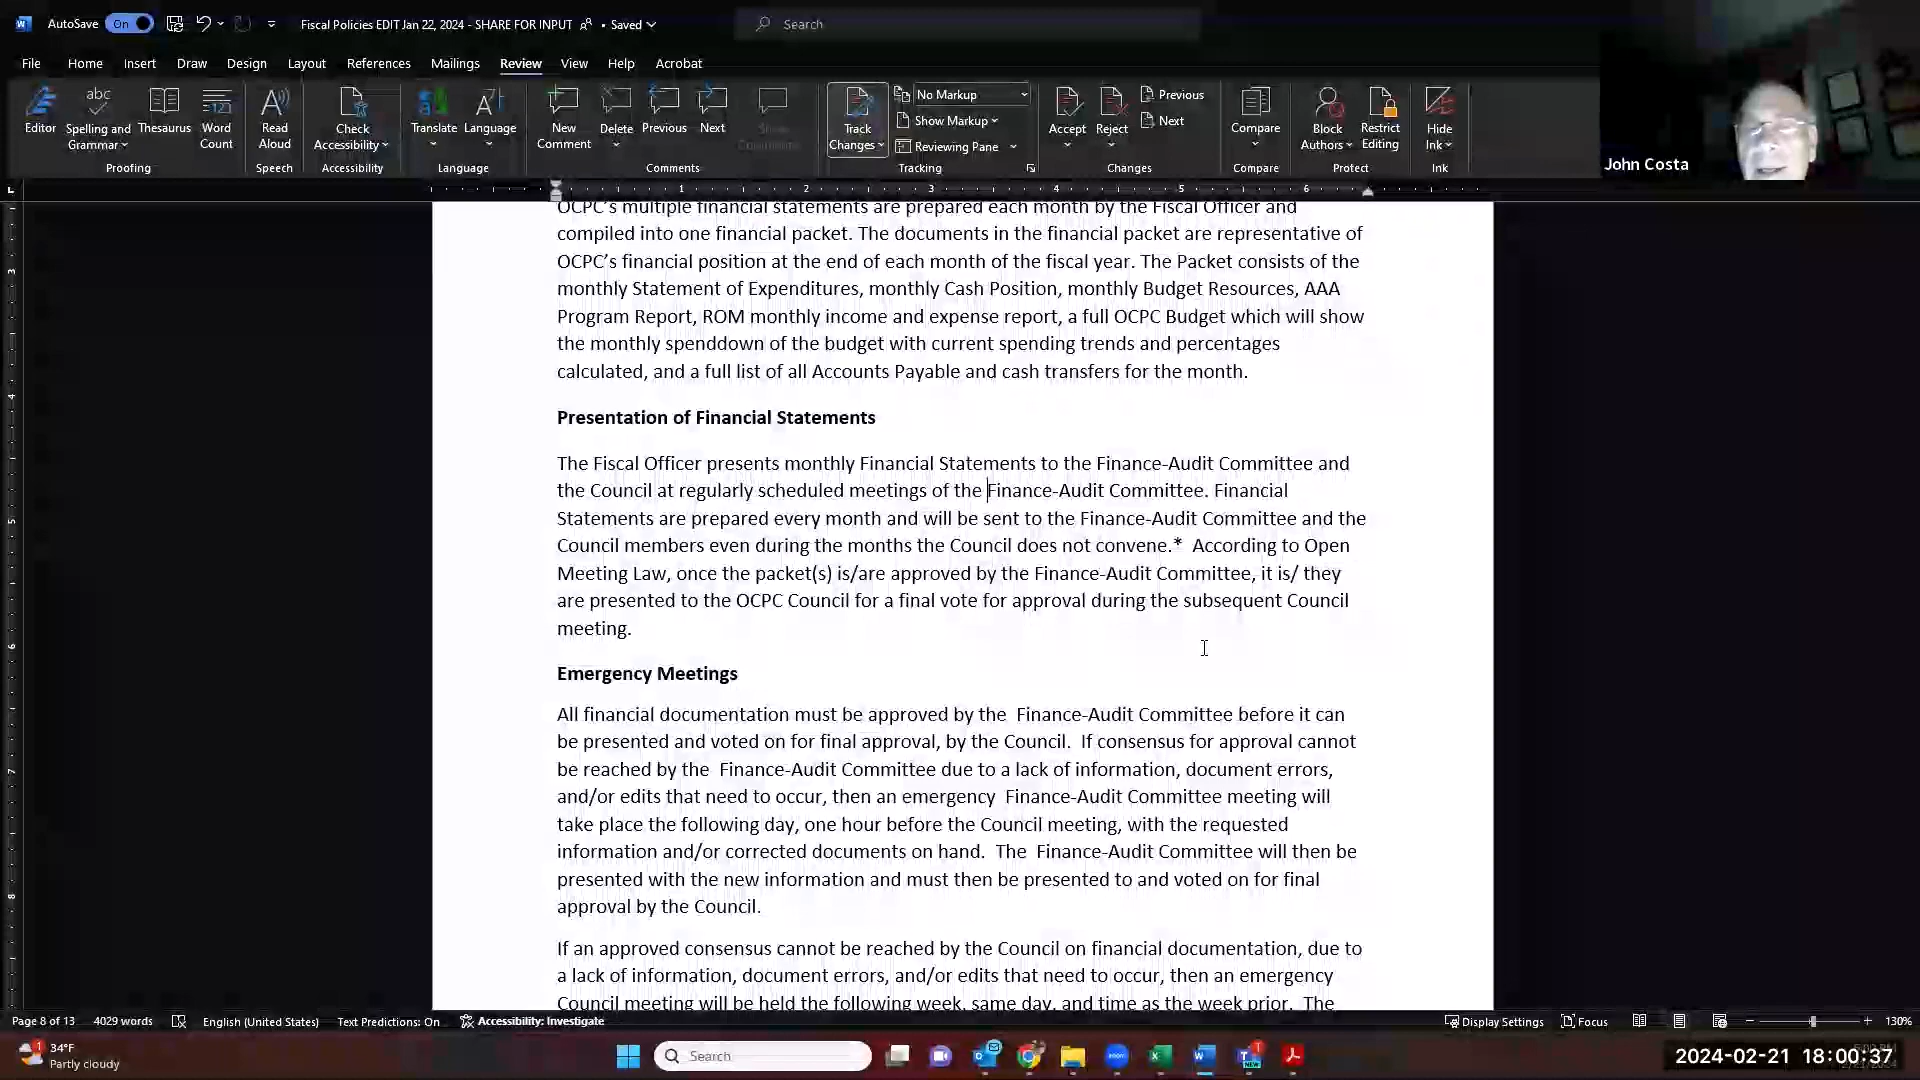 AutoSave On Fiscal Policies EDIT Jan 22, 2024 - SHARE FOR INPUT • Saved Search
File Home Insert Draw Design Layout References Mailings Review View Help Acrobat
Editor
Spelling and Grammar
Thesaurus
Word Count
Proofing
Read Aloud
Speech
Check Accessibility
Accessibility
Translate
Language
Language
New Comment
Delete
Previous
Next
Comments
Track Changes
No Markup
Show Markup
Reviewing Pane
Tracking
Accept
Reject
Previous
Next
Changes
Compare
Compare
Block Authors
Restrict Editing
Protect
Hide Ink
Ink
John Costa
1 2 3 4 5 6
OCPC's multiple financial statements are prepared each month by the Fiscal Officer and
compiled into one financial packet. The documents in the financial packet are representative of
OCPC’s financial position at the end of each month of the fiscal year. The Packet consists of the
monthly Statement of Expenditures, monthly Cash Position, monthly Budget Resources, AAA
Program Report, ROM monthly income and expense report, a full OCPC Budget which will show
the monthly spenddown of the budget with current spending trends and percentages
calculated, and a full list of all Accounts Payable and cash transfers for the month.
Presentation of Financial Statements
The Fiscal Officer presents monthly Financial Statements to the Finance-Audit Committee and
the Council at regularly scheduled meetings of the Finance-Audit Committee. Financial
Statements are prepared every month and will be sent to the Finance-Audit Committee and the
Council members even during the months the Council does not convene.* According to Open
Meeting Law, once the packet(s) is/are approved by the Finance-Audit Committee, it is/ they
are presented to the OCPC Council for a final vote for approval during the subsequent Council
meeting.
Emergency Meetings
All financial documentation must be approved by the Finance-Audit Committee before it can
be presented and voted on for final approval, by the Council. If consensus for approval cannot
be reached by the Finance-Audit Committee due to a lack of information, document errors,
and/or edits that need to occur, then an emergency Finance-Audit Committee meeting will
take place the following day, one hour before the Council meeting, with the requested
information and/or corrected documents on hand. The Finance-Audit Committee will then be
presented with the new information and must then be presented to and voted on for final
approval by the Council.
If an approved consensus cannot be reached by the Council on financial documentation, due to
a lack of information, document errors, and/or edits that need to occur, then an emergency
Council meeting will be held the following week, same day, and time as the week prior. The
Page 8 of 13 4029 words English (United States) Text Predictions: On Accessibility: Investigate Display Settings Focus 130%
34°F
Partly cloudy
Search
2024-02-21 18:00:37